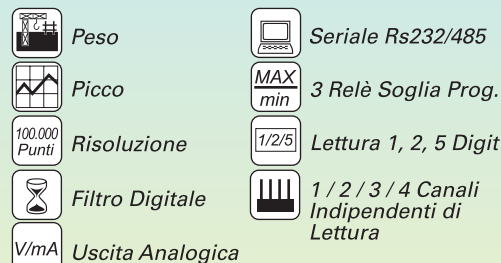 Peso
Picco
100.000
Punti
Risoluzione
Filtro Digitale
V/mA
Uscita Analogica
Seriale Rs232/485
MAX
min
3 Relè Soglia Prog.
1/2/5
Lettura 1, 2, 5 Digit
1 / 2 / 3 / 4 Canali
Indipendenti di
Lettura